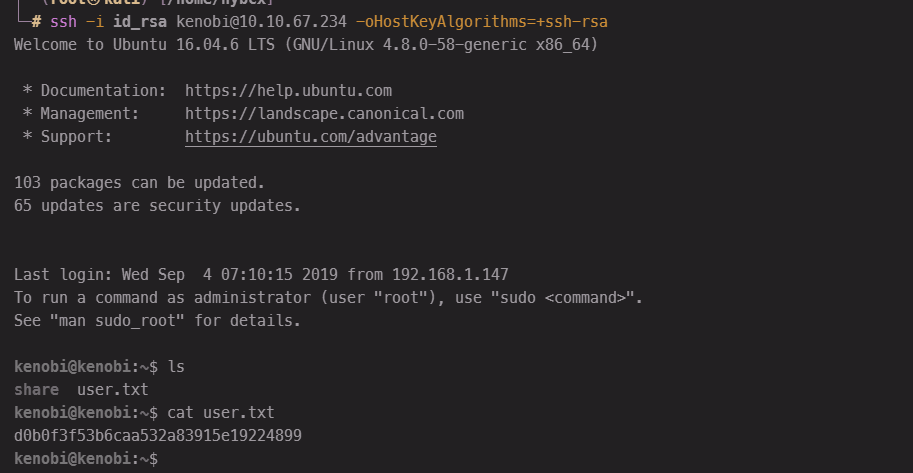 (root㉿kali) [/home/hybex]
└─# ssh -i id_rsa kenobi@10.10.67.234 -oHostKeyAlgorithms=+ssh-rsa
Welcome to Ubuntu 16.04.6 LTS (GNU/Linux 4.8.0-58-generic x86_64)
* Documentation:  https://help.ubuntu.com
* Management:     https://landscape.canonical.com
* Support:        https://ubuntu.com/advantage
103 packages can be updated.
65 updates are security updates.
Last login: Wed Sep  4 07:10:15 2019 from 192.168.1.147
To run a command as administrator (user "root"), use "sudo <command>".
See "man sudo_root" for details.
kenobi@kenobi:~$ ls
share  user.txt
kenobi@kenobi:~$ cat user.txt
d0b0f3f53b6caa532a83915e19224899
kenobi@kenobi:~$